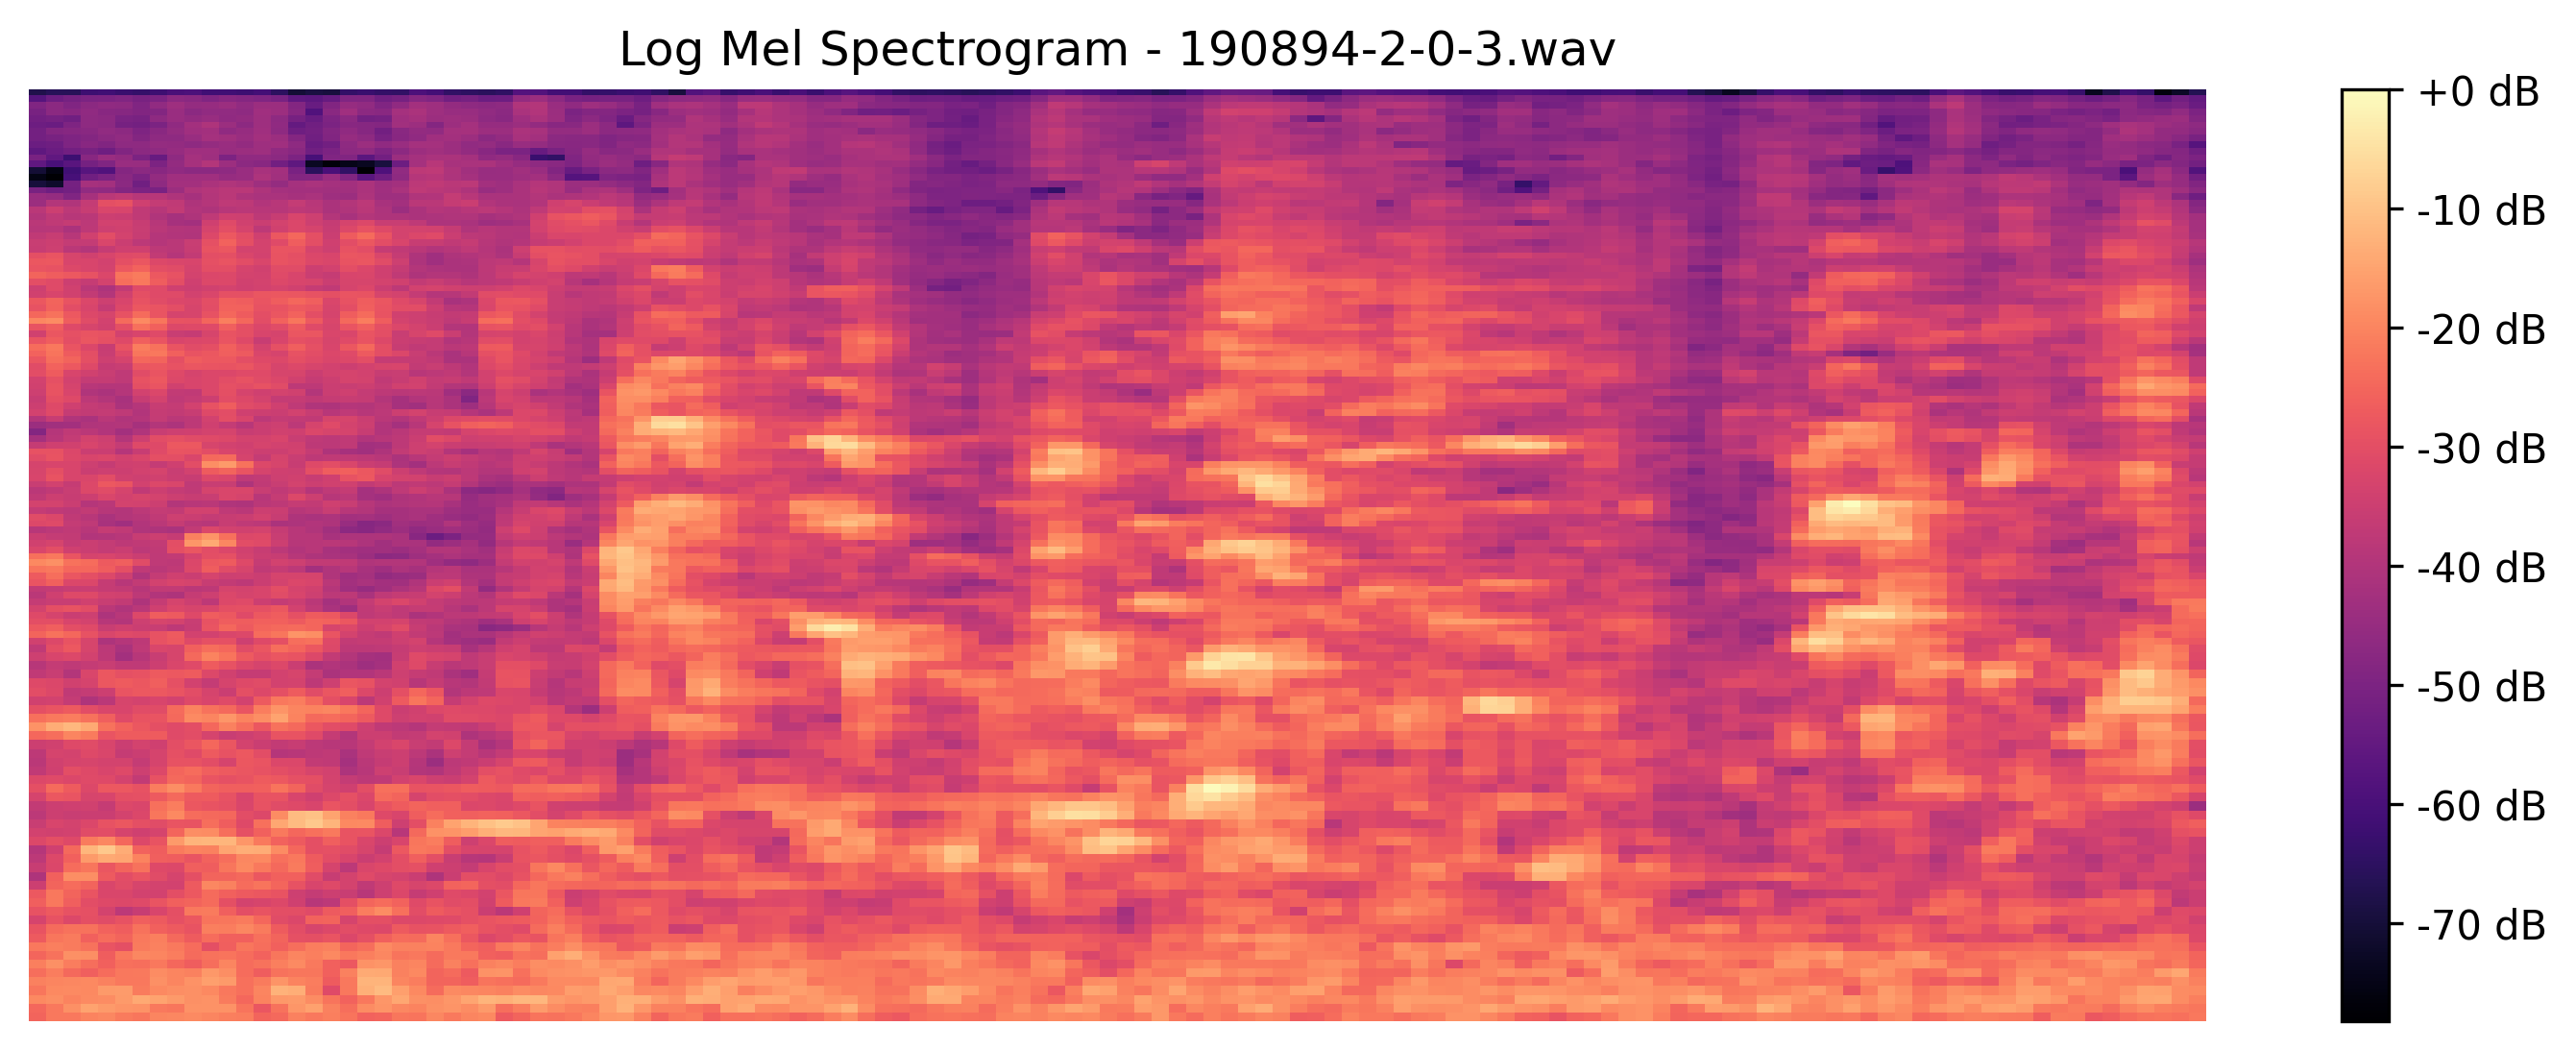 Log Mel Spectrogram - 190894-2-0-3.wav
+0 dB
-10 dB
-20 dB
-30 dB
-40 dB
-50 dB
-60 dB
-70 dB